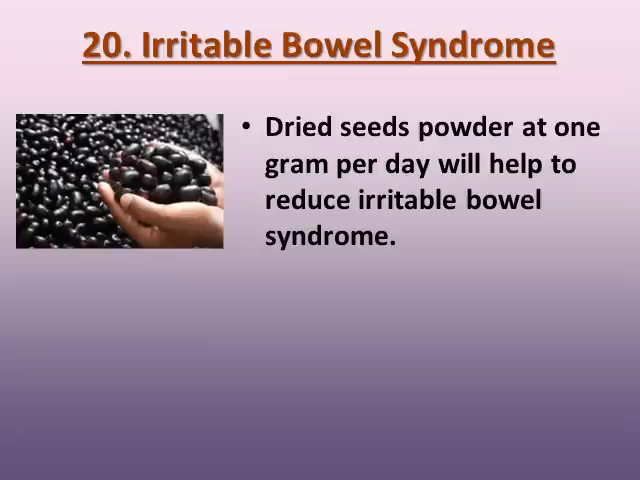 20. Irritable Bowel Syndrome
• Dried seeds powder at one
gram per day will help to
reduce irritable bowel
syndrome.